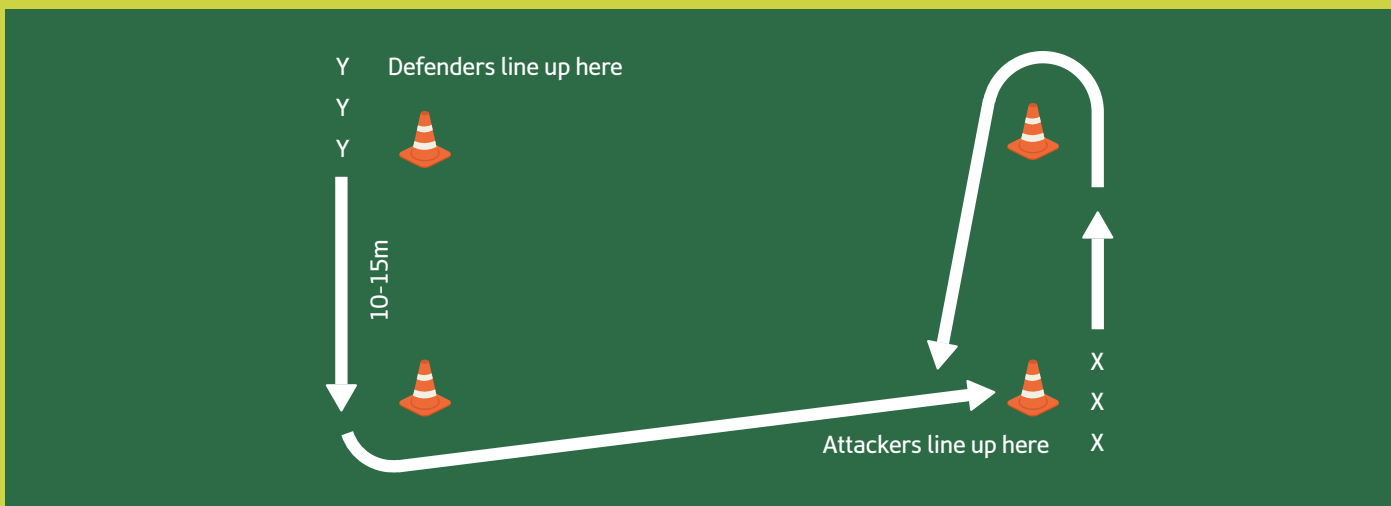 Y Defenders line up here
Y
Y
10-15m
X
X
Attackers line up here X